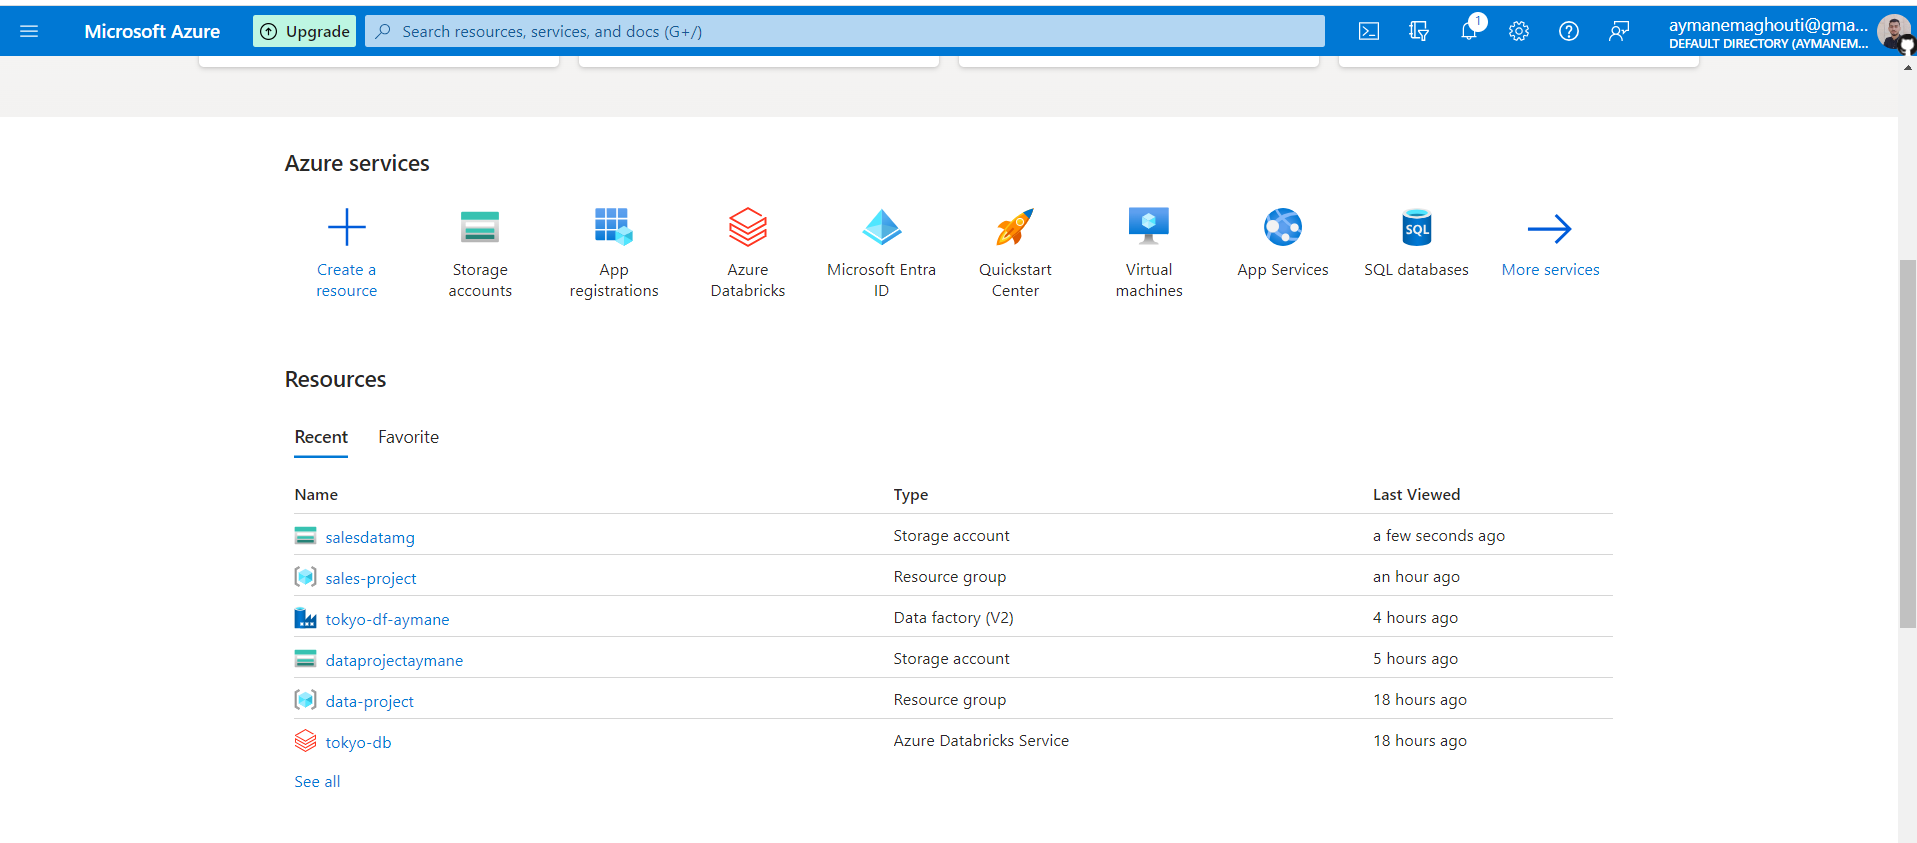 Microsoft Azure
Upgrade
Search resources, services, and docs (G+/)
1
aymanemaghouti@gma...
DEFAULT DIRECTORY (AYMANEM...
Azure services
Create a
resource
Storage
accounts
App
registrations
Azure
Databricks
Microsoft Entra
ID
Quickstart
Center
Virtual
machines
App Services
SQL
SQL databases
More services
Resources
Recent Favorite
Name Type Last Viewed
salesdatamg Storage account a few seconds ago
sales-project Resource group an hour ago
tokyo-df-aymane Data factory (V2) 4 hours ago
dataprojectaymane Storage account 5 hours ago
data-project Resource group 18 hours ago
tokyo-db Azure Databricks Service 18 hours ago
See all